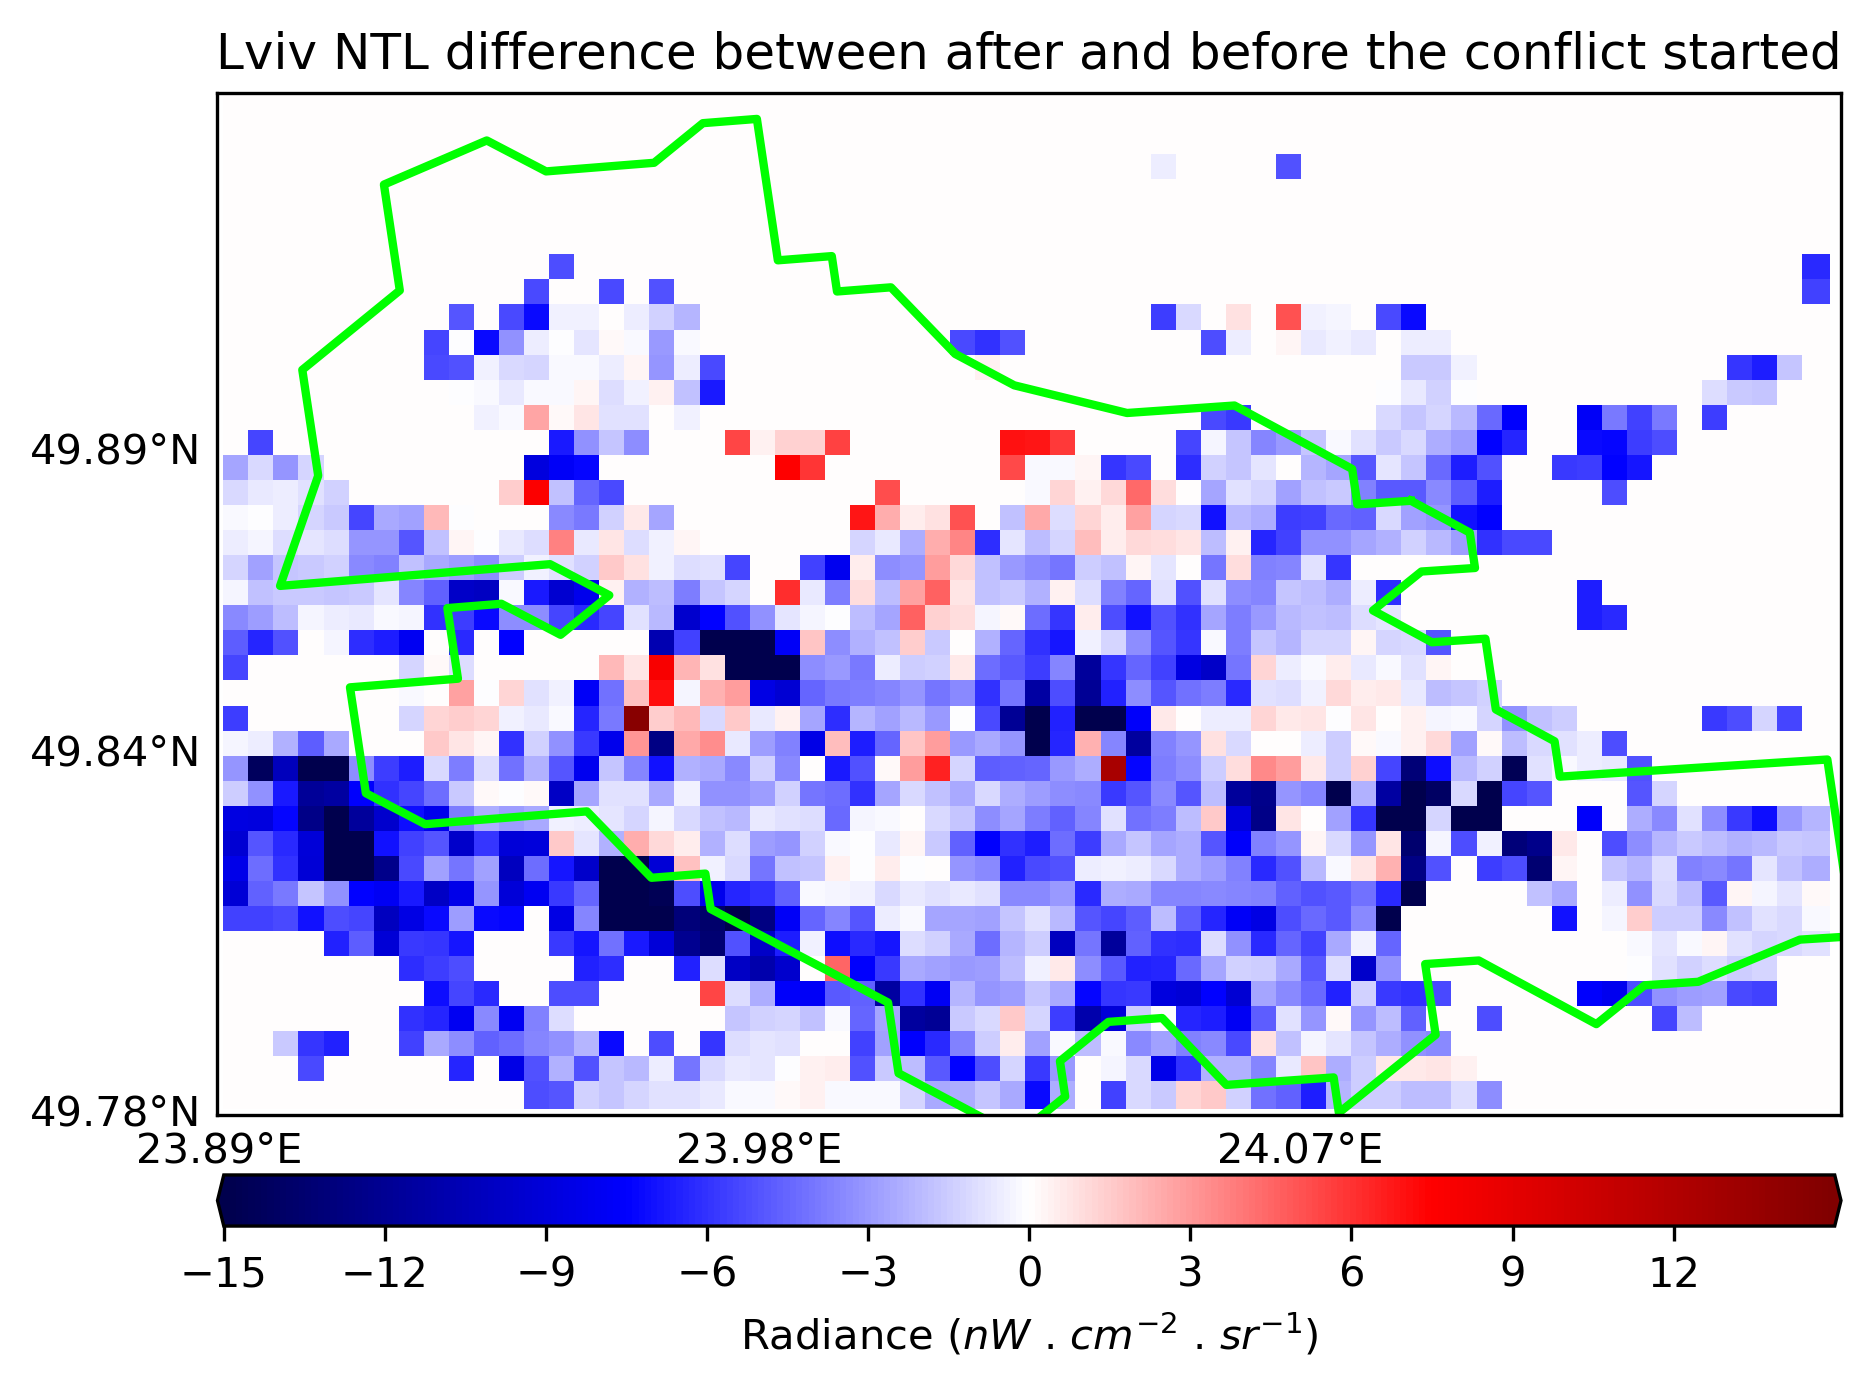 Lviv NTL difference between after and before the conflict started
49.89°N
49.84°N
49.78°N
23.89°E 23.98°E 24.07°E
−15 −12 −9 −6 −3 0 3 6 9 12
Radiance (nW . cm⁻² . sr⁻¹)